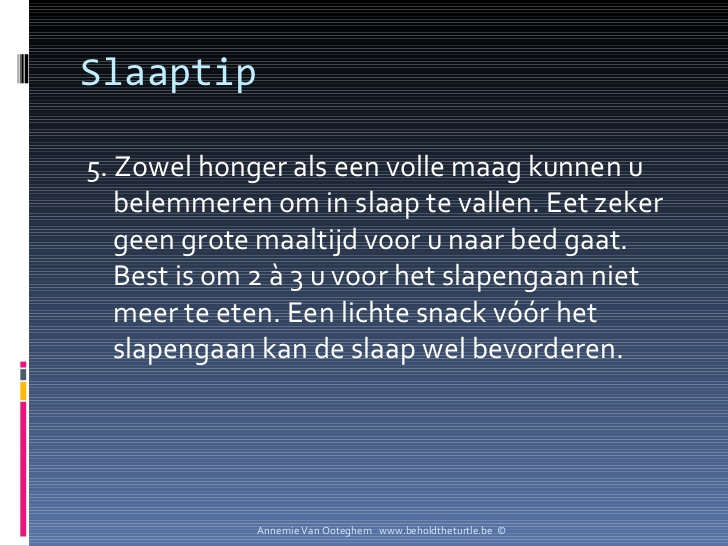 Slaaptip
5. Zowel honger als een volle maag kunnen u
belemmeren om in slaap te vallen. Eet zeker
geen grote maaltijd voor u naar bed gaat.
Best is om 2 à 3 u voor het slapengaan niet
meer te eten. Een lichte snack vóór het
slapengaan kan de slaap wel bevorderen.
Annemie Van Ooteghem www.beholdtheturtle.be ©